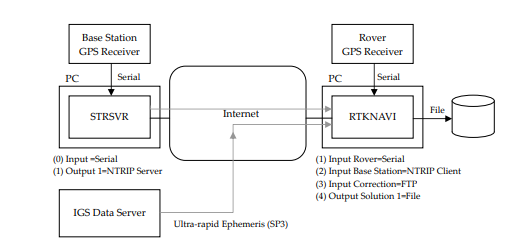 Base Station
GPS Receiver
Rover
GPS Receiver
PC
Serial
PC
Serial
STRSVR
Internet
RTKNAVI
File
(0) Input =Serial
(1) Output 1=NTRIP Server
(1) Input Rover=Serial
(2) Input Base Station=NTRIP Client
(3) Input Correction=FTP
(4) Output Solution 1=File
IGS Data Server
Ultra-rapid Ephemeris (SP3)